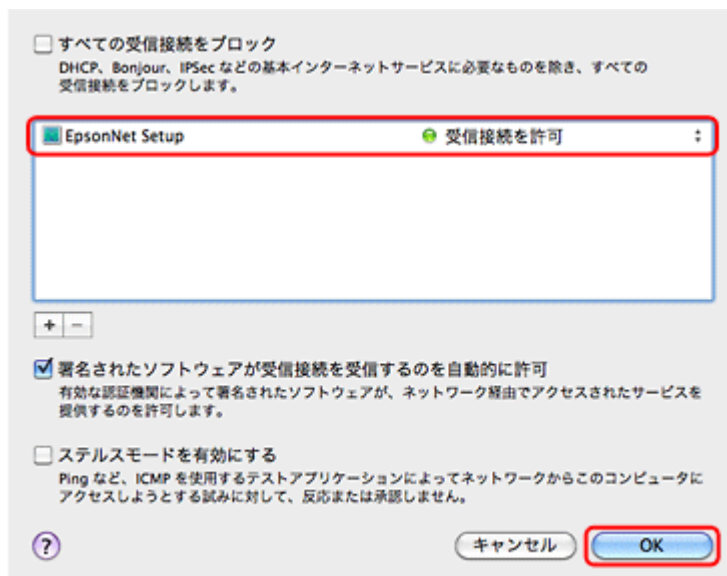 すべての受信接続をブロック
DHCP、Bonjour、IPSec などの基本インターネットサービスに必要なものを除き、すべての
受信接続をブロックします。
EpsonNet Setup 受信接続を許可
+ −
署名されたソフトウェアが受信接続を受信するのを自動的に許可
有効な認証機関によって署名されたソフトウェアが、ネットワーク経由でアクセスされたサービスを
提供するのを許可します。
ステルスモードを有効にする
Ping など、ICMP を使用するテストアプリケーションによってネットワークからこのコンピュータに
アクセスしようとする試みに対して、反応または承認しません。
? キャンセル OK